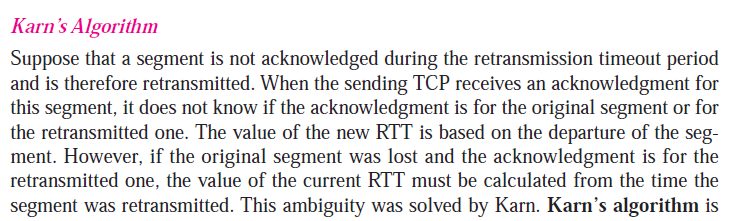 Karn's Algorithm
Suppose that a segment is not acknowledged during the retransmission timeout period
and is therefore retransmitted. When the sending TCP receives an acknowledgment for
this segment, it does not know if the acknowledgment is for the original segment or for
the retransmitted one. The value of the new RTT is based on the departure of the seg-
ment. However, if the original segment was lost and the acknowledgment is for the
retransmitted one, the value of the current RTT must be calculated from the time the
segment was retransmitted. This ambiguity was solved by Karn. Karn's algorithm is